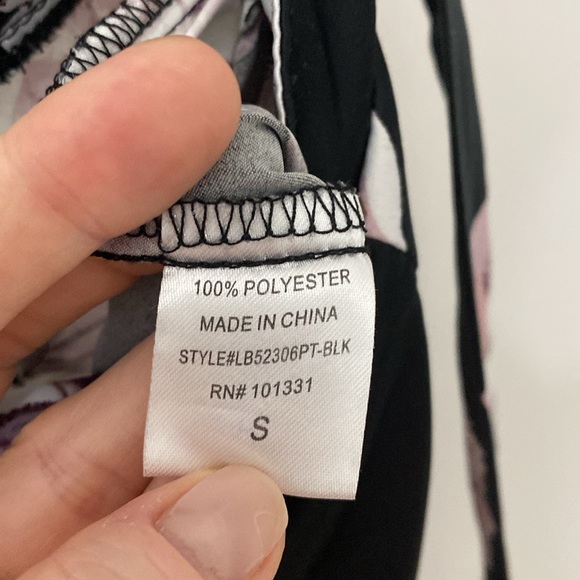 100% POLYESTER
MADE IN CHINA
STYLE#LB52306PT-BLK
RN# 101331
S